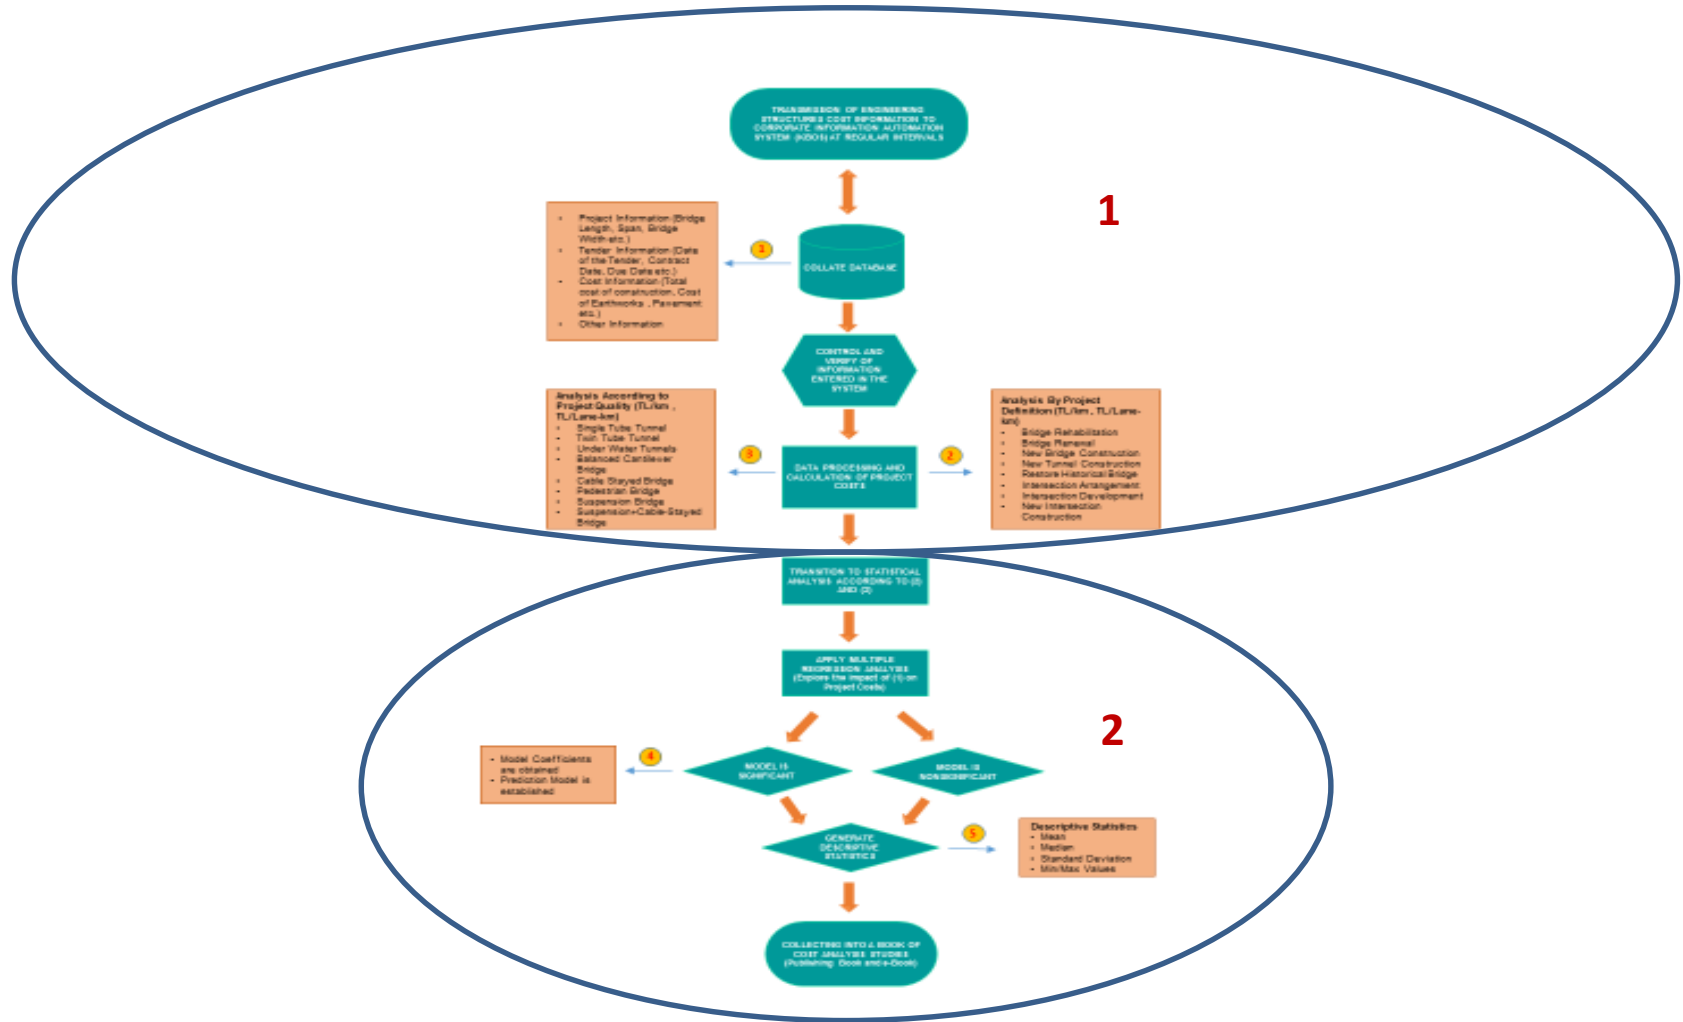 TRANSMISSION OF ENGINEERING
STRUCTURES COST INFORMATION TO
CORPORATE INFORMATION AUTOMATION
SYSTEM (KBOS) AT REGULAR INTERVALS
1
• Project Information (Bridge
Length, Span, Bridge
Width etc.)
• Tender Information (Date
of the Tender, Contract
Date, Due Date etc.)
• Cost Information (Total
cost of construction, Cost
of Earthworks , Pavement
etc.)
• Other Information
1
COLLATE DATABASE
CONTROL AND
VERIFY OF
INFORMATION
ENTERED IN THE
SYSTEM
Analysis According to
Project Quality (TL/km ,
TL/Lane-km)
• Single Tube Tunnel
• Twin Tube Tunnel
• Under Water Tunnels
• Balanced Cantilever
Bridge
• Cable Stayed Bridge
• Pedestrian Bridge
• Suspension Bridge
• Suspension+Cable-Stayed
Bridge
3
DATA PROCESSING AND
CALCULATION OF PROJECT
COSTS
2
Analysis By Project
Definition (TL/km , TL/Lane-
km)
• Bridge Rehabilitation
• Bridge Renewal
• New Bridge Construction
• New Tunnel Construction
• Restore Historical Bridge
• Intersection Arrangement
• Intersection Development
• New Intersection
Construction
TRANSITION TO STATISTICAL
ANALYSIS ACCORDING TO
AND
APPLY MULTIPLE
REGRESSION ANALYSIS
(Explore the impact of (1) on
Project Costs)
2
• Model Coefficients
are obtained
• Prediction Model is
established
4
MODEL IS
SIGNIFICANT
MODEL IS
NONSIGNIFICANT
GENERATE
DESCRIPTIVE
STATISTICS
5
Descriptive Statistics
• Mean
• Median
• Standard Deviation
• Min/Max Values
COLLECTING INTO A BOOK OF
COST ANALYSIS STUDIES
(Publishing Book and e-Book)